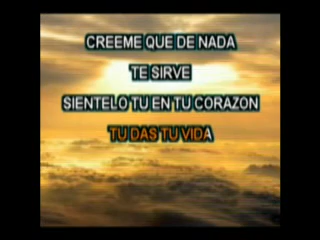 CREEME QUE DE NADA
TE SIRVE
SIENTELO TU EN TU CORAZON
TU DAS TU VIDA